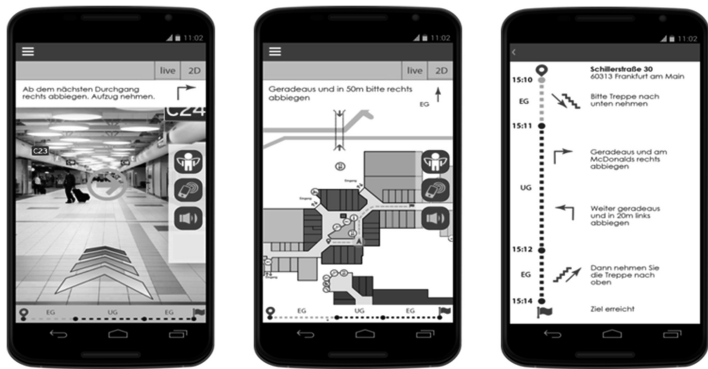 11:02
live 2D
Ab dem nächsten Durchgang
rechts abbiegen. Aufzug nehmen.
C24
C23
EG UG EG
11:02
live 2D
Geradeaus und in 50m bitte rechts
abbiegen
EG
EG UG EG
11:02
Schillerstraße 30
60313 Frankfurt am Main
15:10
EG
Bitte Treppe nach
unten nehmen
15:11
Geradeaus und am
McDonalds rechts
abbiegen
UG
Weiter geradeaus
und in 20m links
abbiegen
15:12
EG
Dann nehmen Sie
die Treppe nach
oben
15:14
Ziel erreicht